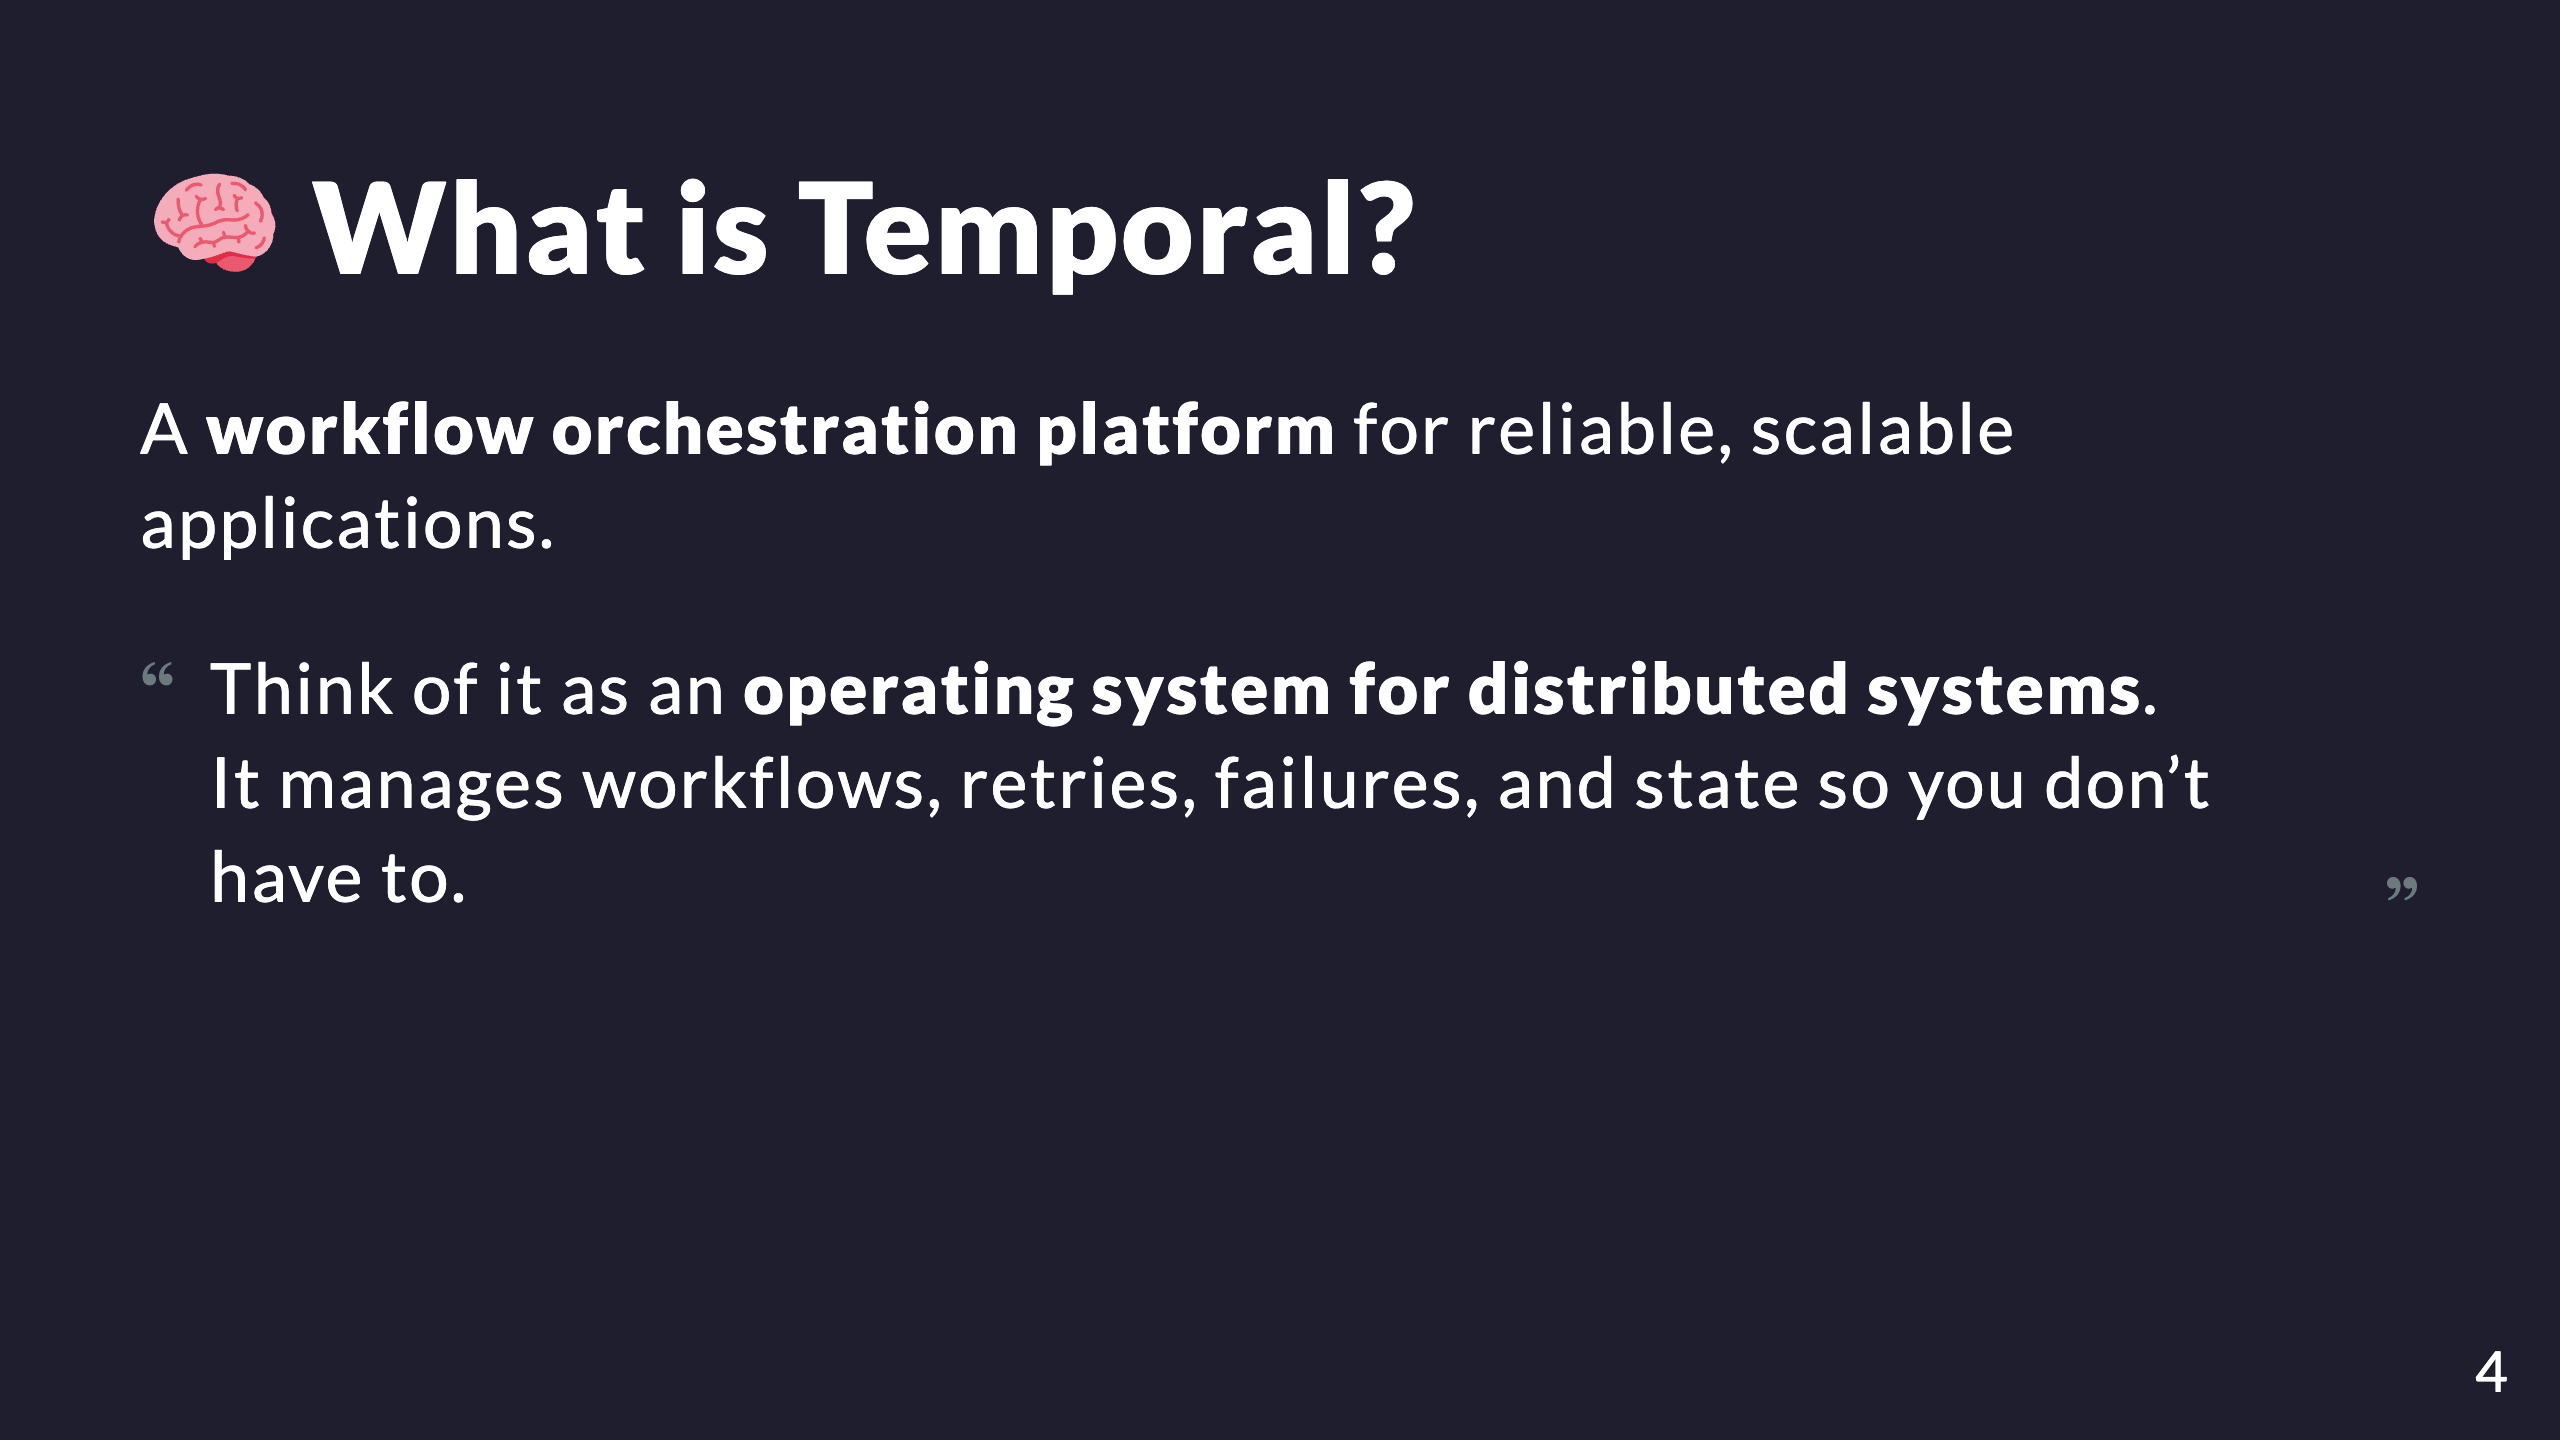 What is Temporal?
A workflow orchestration platform for reliable, scalable
applications.
“ Think of it as an operating system for distributed systems.
It manages workflows, retries, failures, and state so you don’t
have to. ”
4